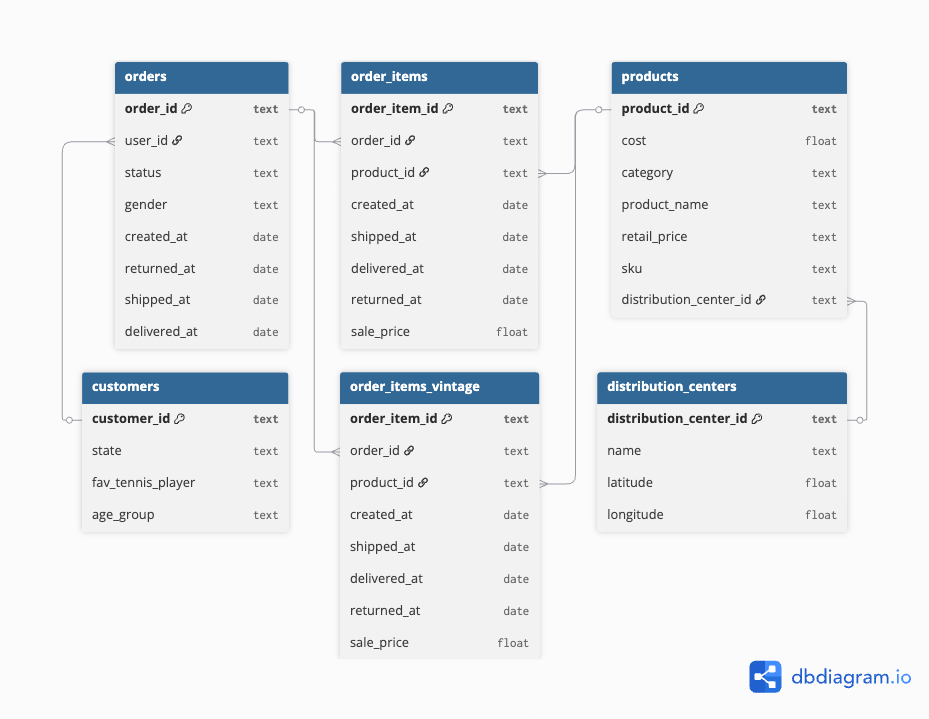 orders
order_id text
user_id text
status text
gender text
created_at date
returned_at date
shipped_at date
delivered_at date
order_items
order_item_id text
order_id text
product_id text
created_at date
shipped_at date
delivered_at date
returned_at date
sale_price float
products
product_id text
cost float
category text
product_name text
retail_price text
sku text
distribution_center_id text
customers
customer_id text
state text
fav_tennis_player text
age_group text
order_items_vintage
order_item_id text
order_id text
product_id text
created_at date
shipped_at date
delivered_at date
returned_at date
sale_price float
distribution_centers
distribution_center_id text
name text
latitude float
longitude float
dbdiagram.io